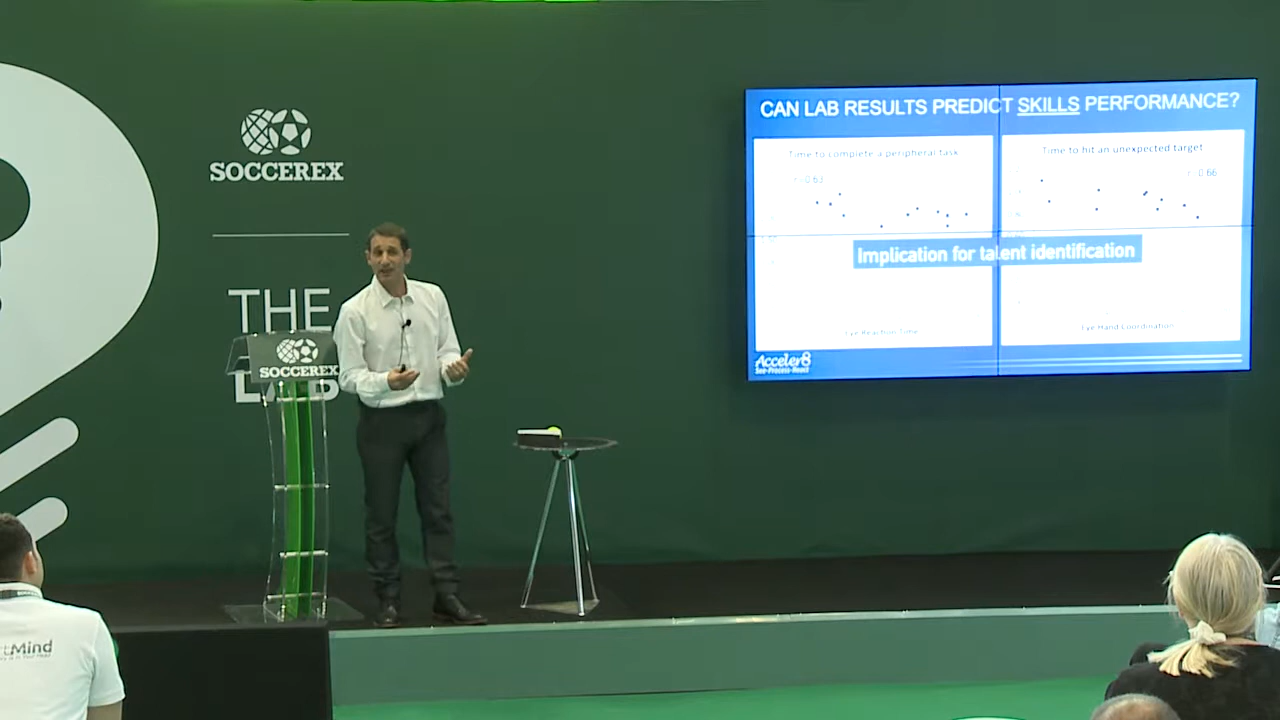 SOCCEREX
THE
LAB
SOCCEREX
CAN LAB RESULTS PREDICT SKILLS PERFORMANCE?
Time to complete a peripheral task
Time to hit an unexpected target
Implication for talent identification
Eye Reaction Time
Eye Hand Coordination
Acceler8
See-Process-React
Mind